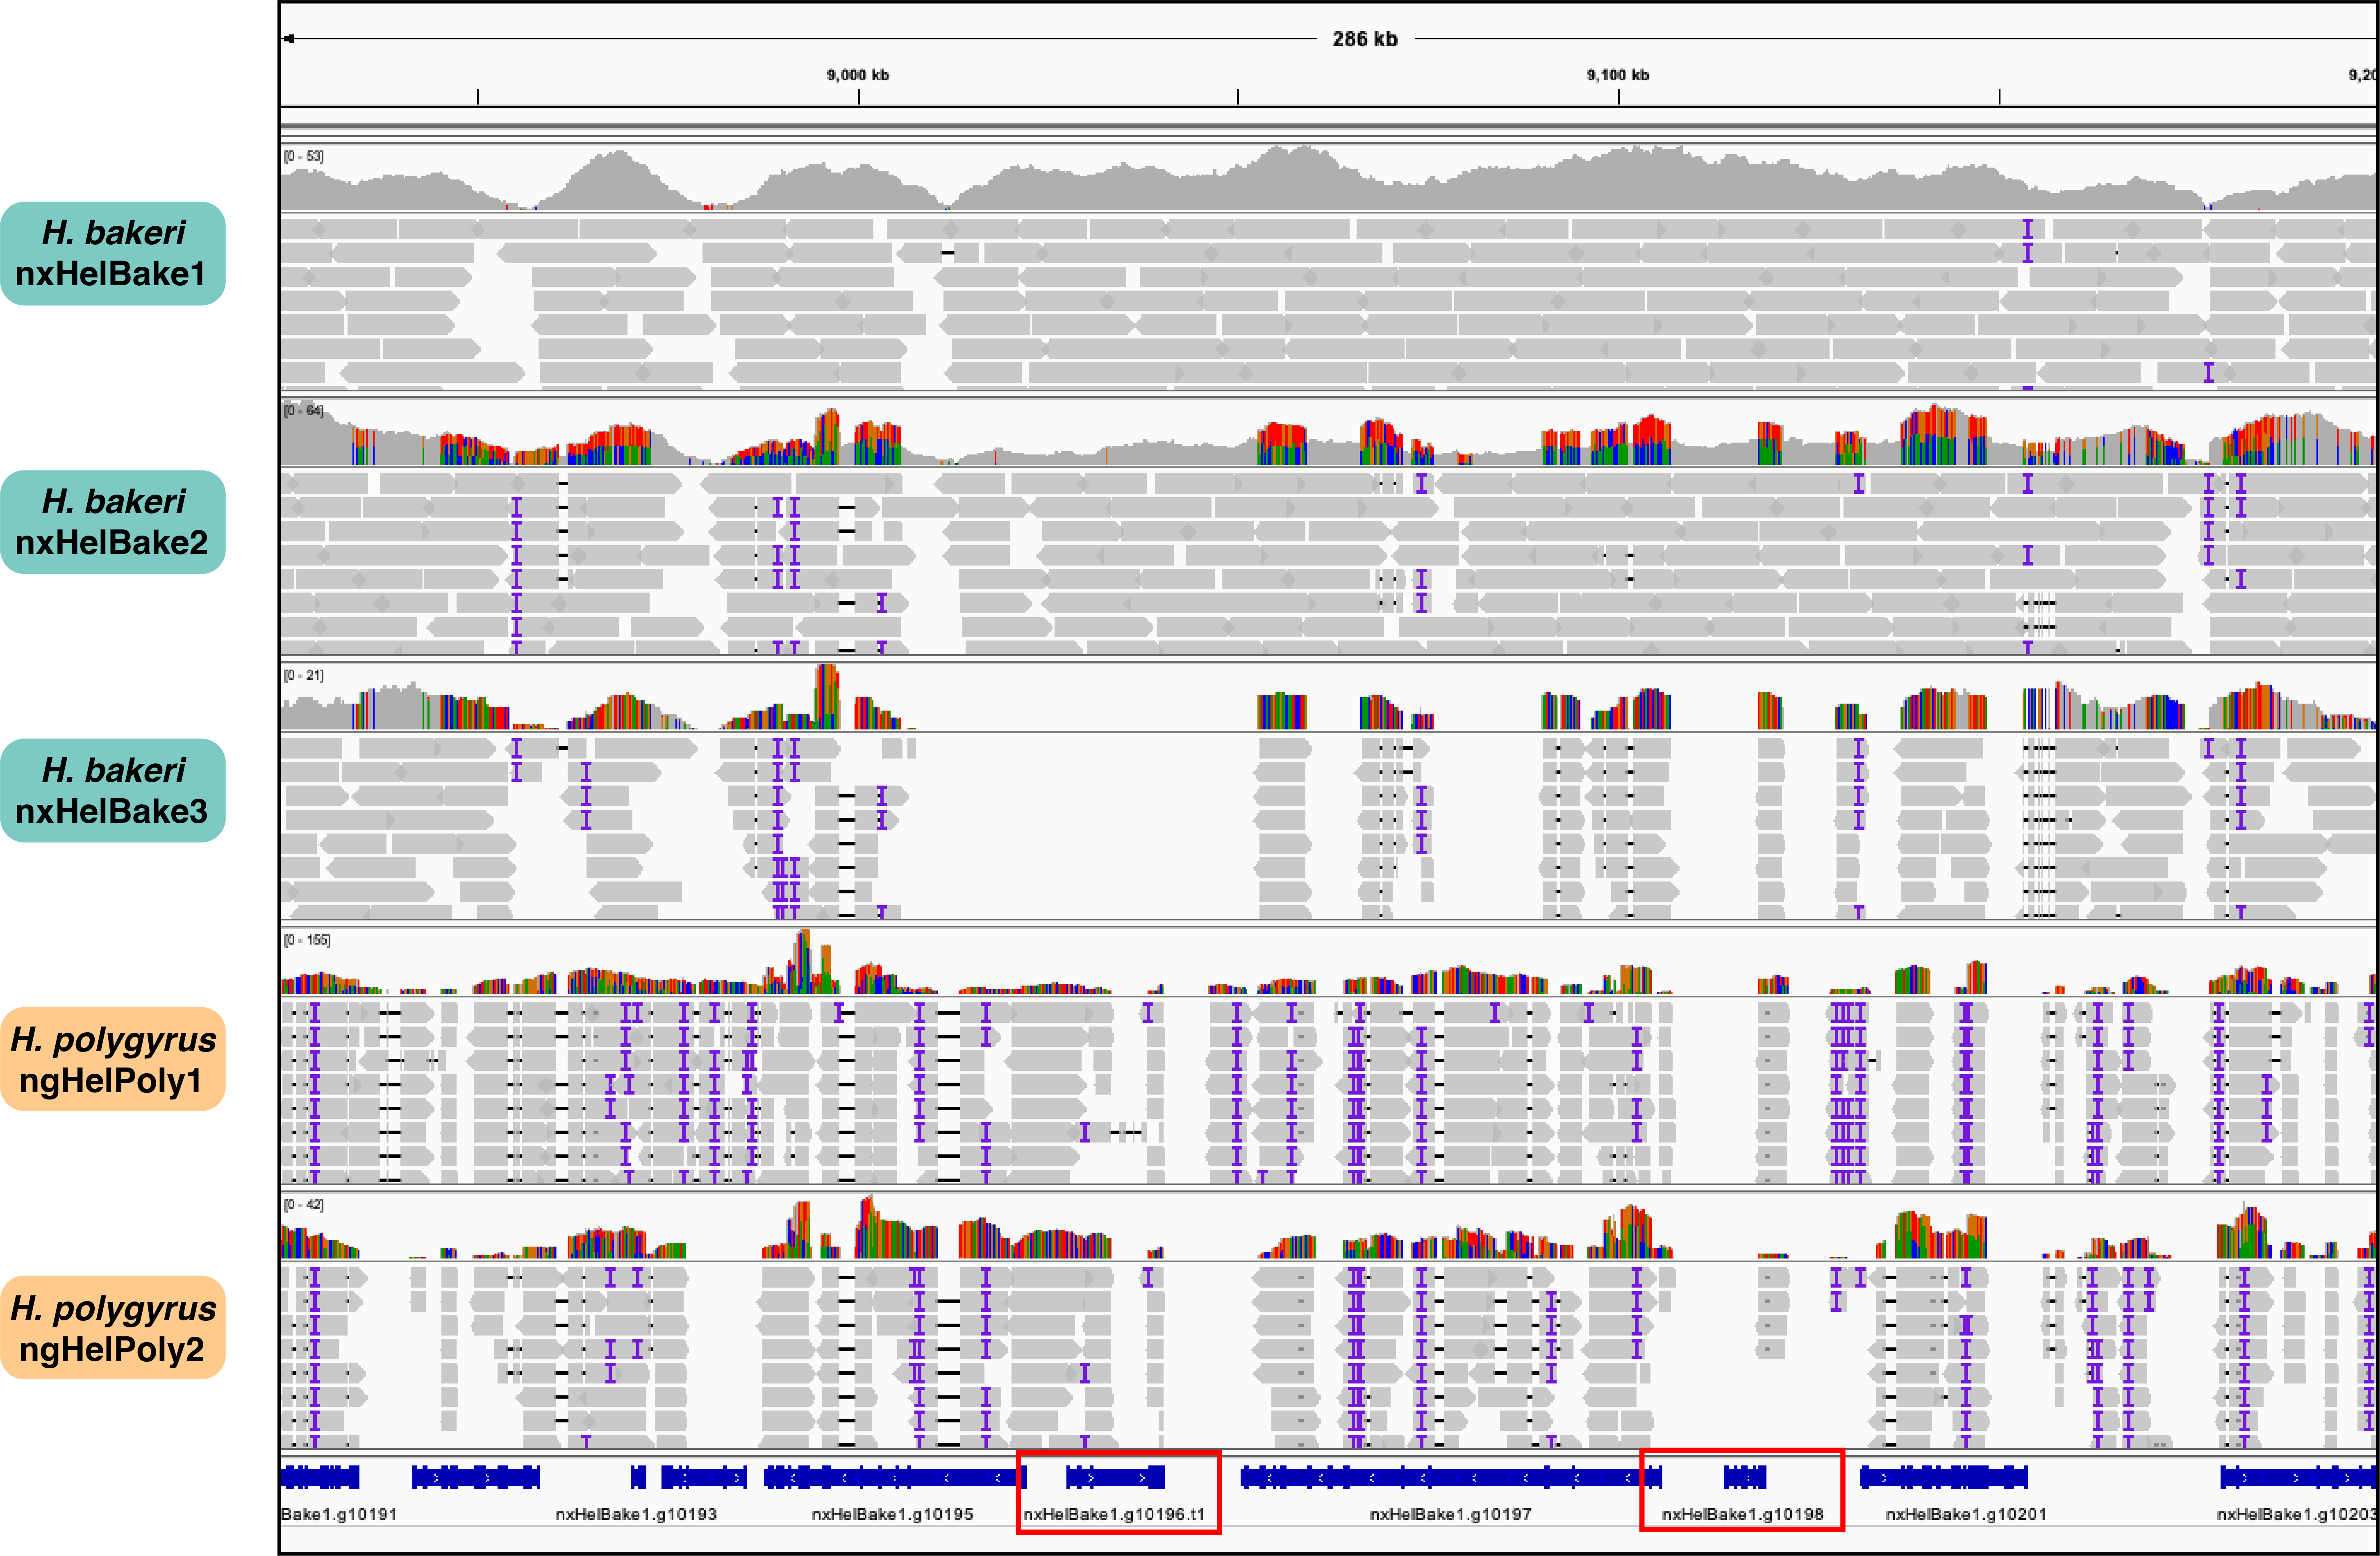 286 kb
9,000 kb
9,100 kb
9,20
[0 - 53]
H. bakeri
nxHelBake1
[0 - 64]
H. bakeri
nxHelBake2
[0 - 21]
H. bakeri
nxHelBake3
[0 - 155]
H. polygyrus
ngHelPoly1
[0 - 42]
H. polygyrus
ngHelPoly2
Bake1.g10191
nxHelBake1.g10193
nxHelBake1.g10195
nxHelBake1.g10196.t1
nxHelBake1.g10197
nxHelBake1.g10198
nxHelBake1.g10201
nxHelBake1.g10203